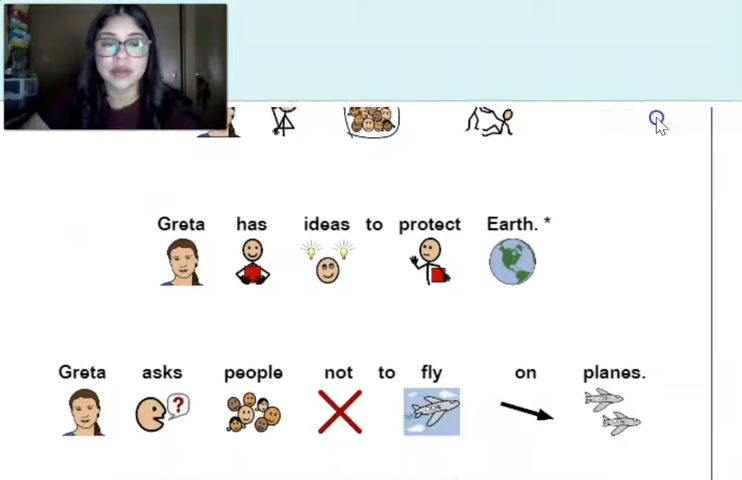 Greta has ideas to protect Earth. *
Greta asks people not to fly on planes.